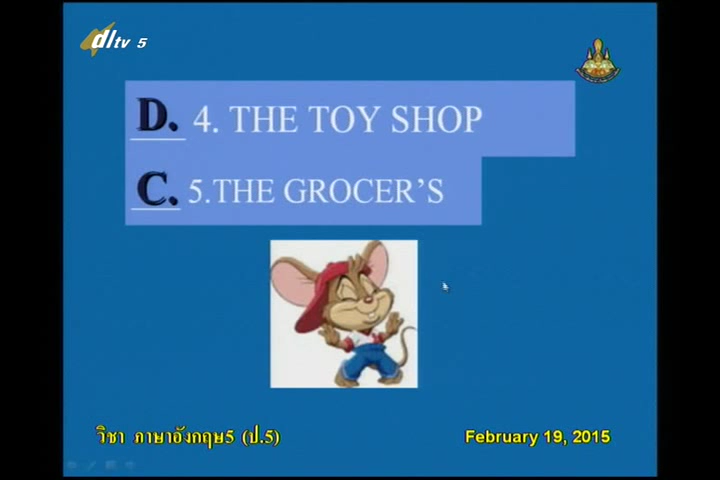 dltv 5
D. 4. THE TOY SHOP
C. 5.THE GROCER'S
วิชา ภาษาอังกฤษ5 (ป.5)
February 19, 2015